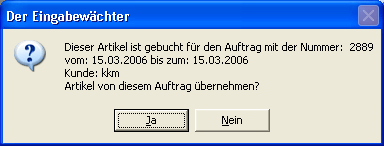 Der Eingabewächter
Dieser Artikel ist gebucht für den Auftrag mit der Nummer: 2889
vom: 15.03.2006 bis zum: 15.03.2006
Kunde: kkm
Artikel von diesem Auftrag übernehmen?
Ja
Nein